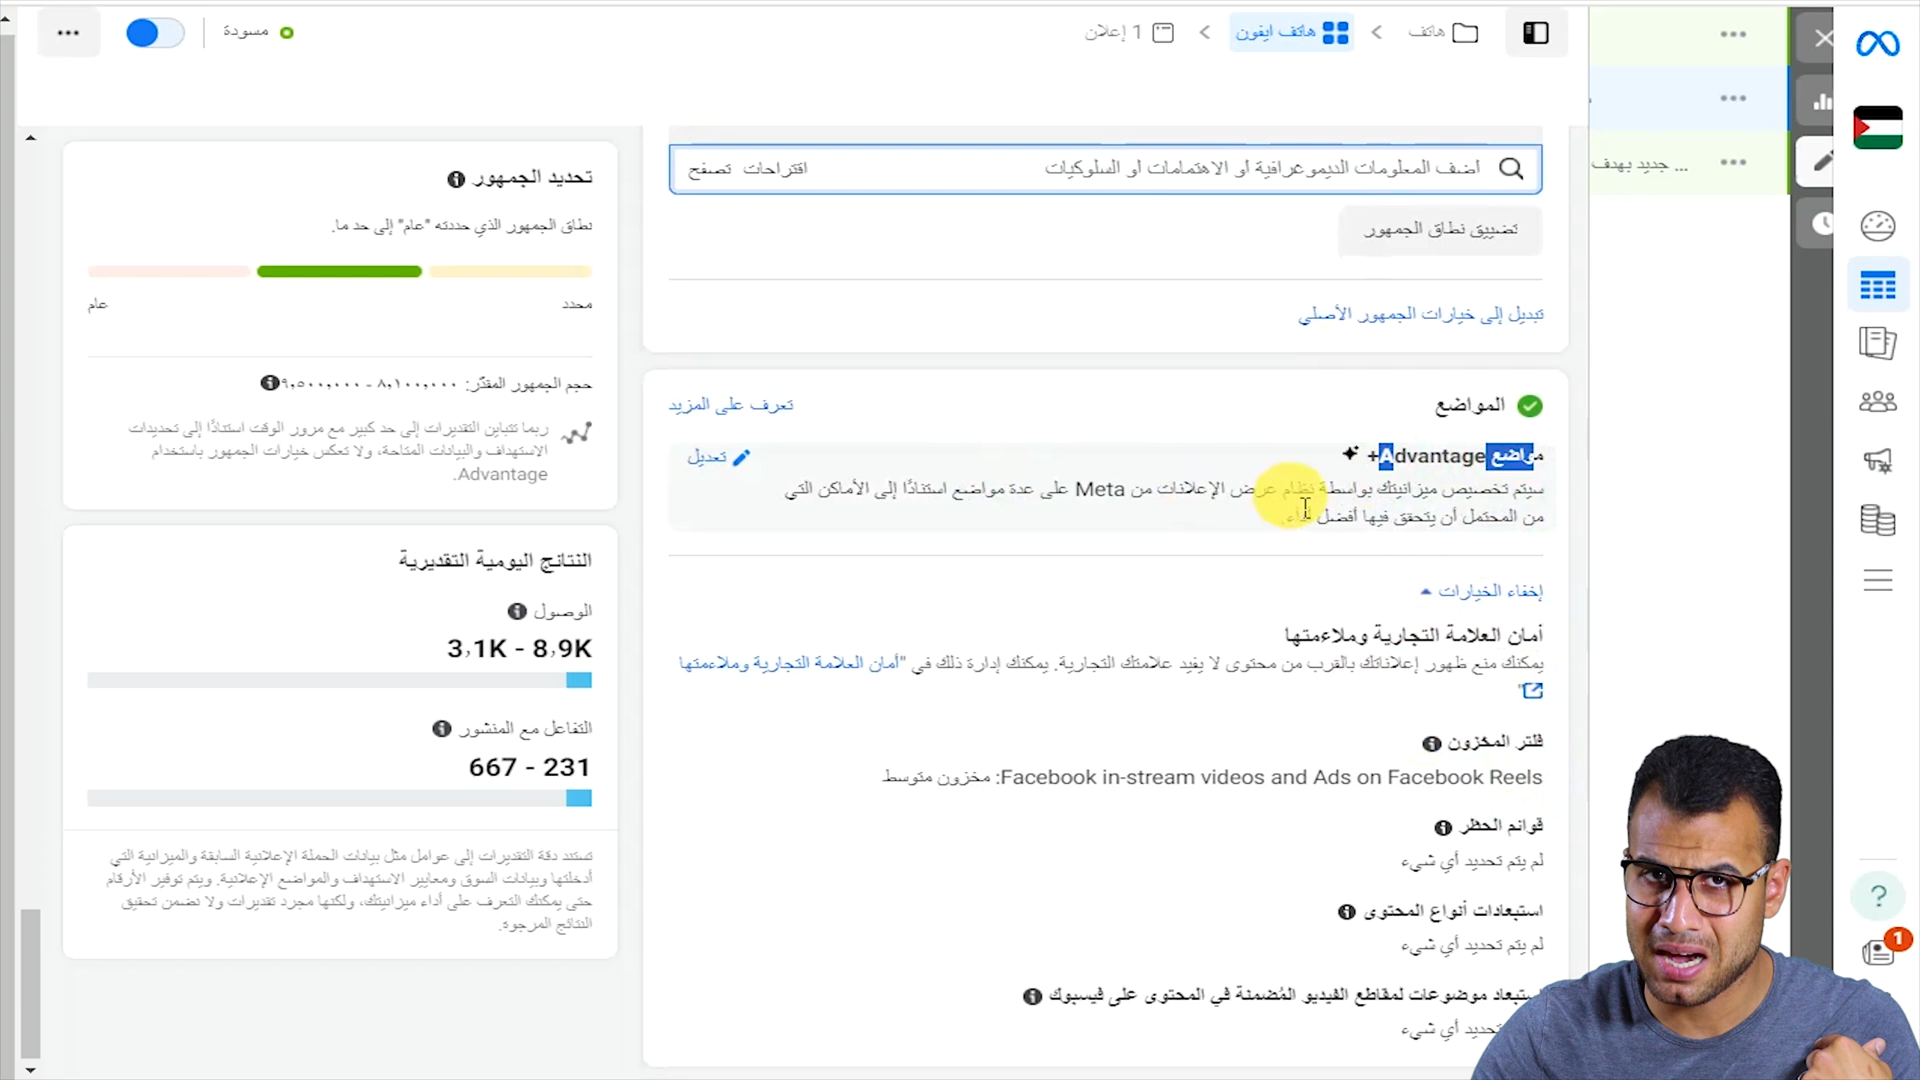 هاتف
هاتف ايفون
1 إعلان
مسودة
... جديد بهدف
أضف المعلومات الديموغرافية أو الاهتمامات أو السلوكيات
اقتراحات
تصفح
تضييق نطاق الجمهور
تبديل إلى خيارات الجمهور الأصلي
المواضع
تعرف على المزيد
مواضع Advantage+
تعديل
سيتم تخصيص ميزانيتك بواسطة نظام عرض الإعلانات من Meta على عدة مواضع استنادًا إلى الأماكن التي
من المحتمل أن يتحقق فيها أفضل أداء.
إخفاء الخيارات
أمان العلامة التجارية وملاءمتها
يمكنك منع ظهور إعلاناتك بالقرب من محتوى لا يفيد علامتك التجارية. يمكنك إدارة ذلك في "أمان العلامة التجارية وملاءمتها
"
فلتر المخزون
Facebook in-stream videos and Ads on Facebook Reels: مخزون متوسط
قوائم الحظر
لم يتم تحديد أي شيء
استبعادات أنواع المحتوى
لم يتم تحديد أي شيء
استبعاد موضوعات لمقاطع الفيديو المُضمنة في المحتوى على فيسبوك
تحديد أي شيء
تحديد الجمهور
نطاق الجمهور الذي حددته "عام" إلى حد ما.
محدد
عام
حجم الجمهور المقدّر: ٨,١٠٠,٠٠٠ - ٩,٥٠٠,٠٠٠
ربما تتباين التقديرات إلى حد كبير مع مرور الوقت استنادًا إلى تحديدات
الاستهداف والبيانات المتاحة، ولا تعكس خيارات الجمهور باستخدام
Advantage.
النتائج اليومية التقديرية
الوصول
3,1K - 8,9K
التفاعل مع المنشور
231 - 667
تستند دقة التقديرات إلى عوامل مثل بيانات الحملة الإعلانية السابقة والميزانية التي
أدخلتها وبيانات السوق ومعايير الاستهداف والمواضع الإعلانية. ويتم توفير الأرقام
حتى يمكنك التعرف على أداء ميزانيتك، ولكنها مجرد تقديرات ولا تضمن تحقيق
النتائج المرجوة.
1